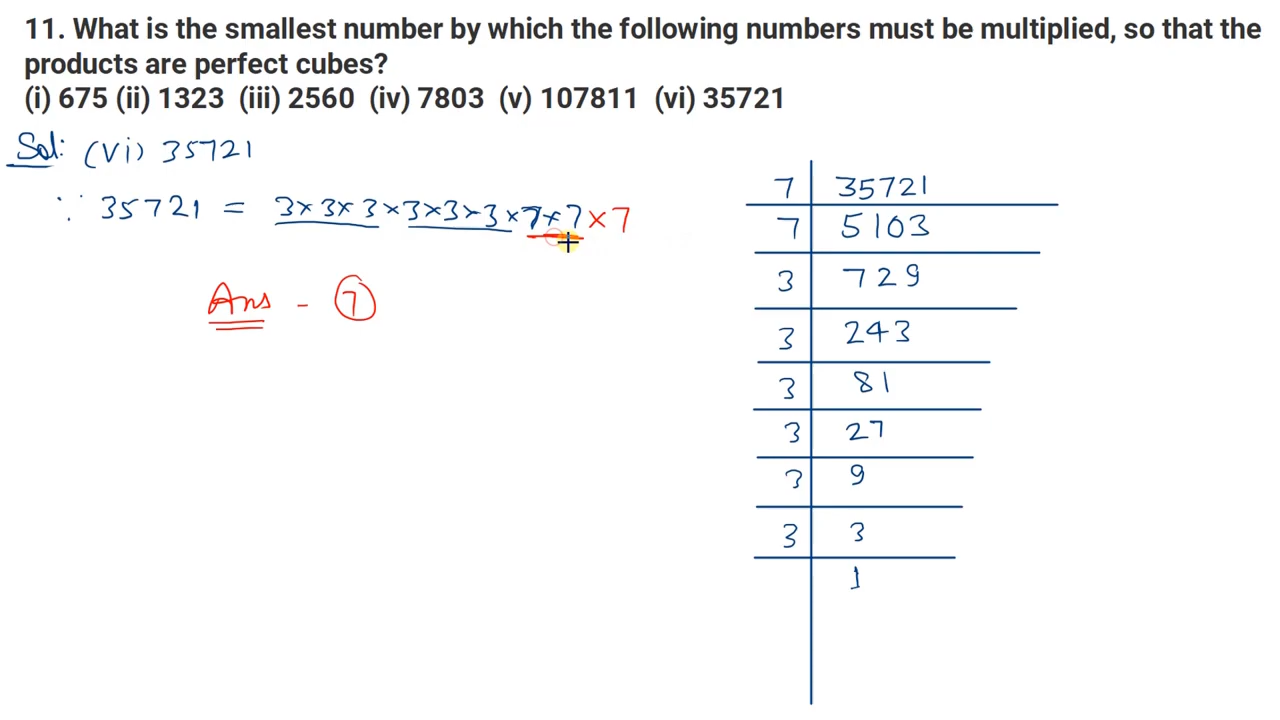 11. What is the smallest number by which the following numbers must be multiplied, so that the
products are perfect cubes?
(i) 675 (ii) 1323 (iii) 2560 (iv) 7803 (v) 107811 (vi) 35721
Sol: (vi) 35721
∵ 35721 = 3×3×3×3×3×3×7×7×7
Ans - 7
7 35721
7 5103
3 729
3 243
3 81
3 27
3 9
3 3
1